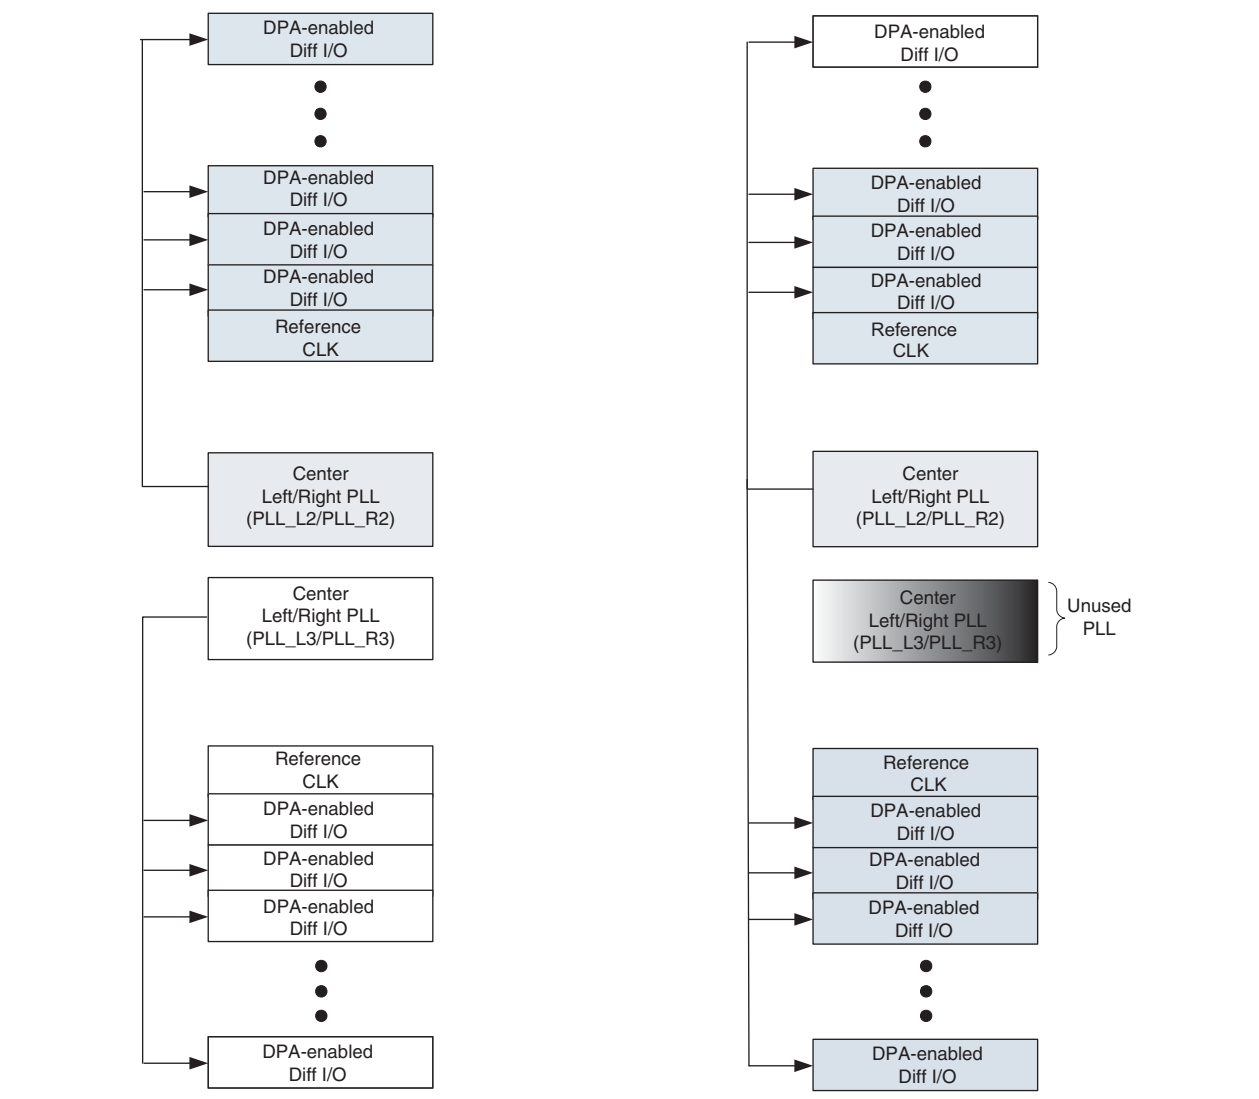 DPA-enabled
Diff I/O
DPA-enabled
Diff I/O
DPA-enabled
Diff I/O
DPA-enabled
Diff I/O
Reference
CLK
Center
Left/Right PLL
(PLL_L2/PLL_R2)
Center
Left/Right PLL
(PLL_L3/PLL_R3)
Reference
CLK
DPA-enabled
Diff I/O
DPA-enabled
Diff I/O
DPA-enabled
Diff I/O
DPA-enabled
Diff I/O
DPA-enabled
Diff I/O
DPA-enabled
Diff I/O
DPA-enabled
Diff I/O
DPA-enabled
Diff I/O
Reference
CLK
Center
Left/Right PLL
(PLL_L2/PLL_R2)
Center
Left/Right PLL
(PLL_L3/PLL_R3)
Unused
PLL
Reference
CLK
DPA-enabled
Diff I/O
DPA-enabled
Diff I/O
DPA-enabled
Diff I/O
DPA-enabled
Diff I/O